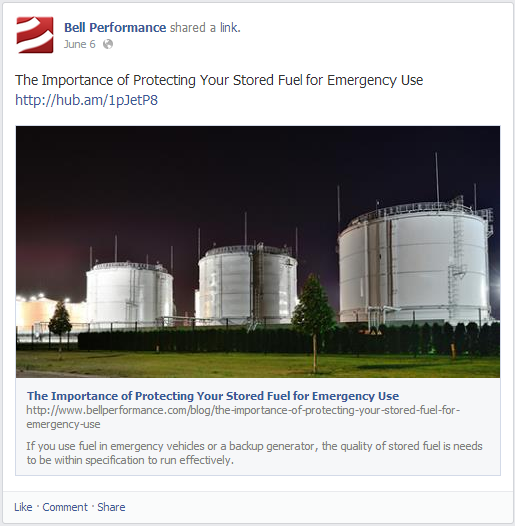 Bell Performance shared a link.
June 6
The Importance of Protecting Your Stored Fuel for Emergency Use
http://hub.am/1pJetP8
The Importance of Protecting Your Stored Fuel for Emergency Use
http://www.bellperformance.com/blog/the-importance-of-protecting-your-stored-fuel-for-
emergency-use
If you use fuel in emergency vehicles or a backup generator, the quality of stored fuel is needs
to be within specification to run effectively.
Like · Comment · Share